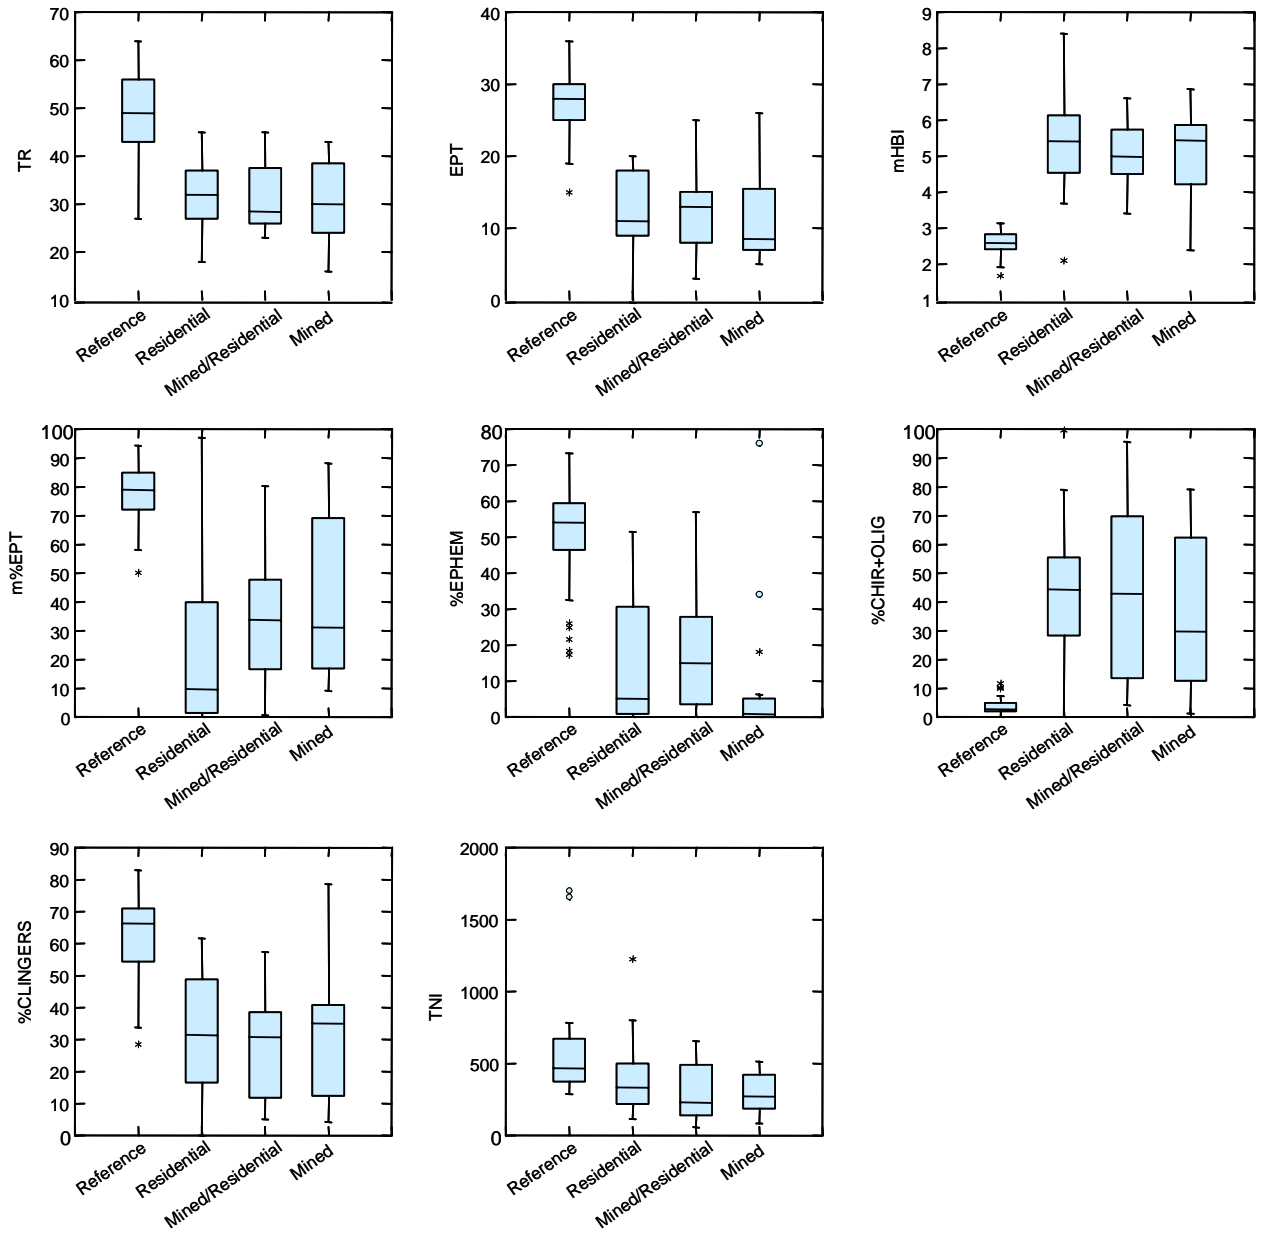 70
60
50
40
30
20
10
TR
Reference
Residential
Mined/Residential
Mined
40
30
20
10
0
EPT
Reference
Residential
Mined/Residential
Mined
9
8
7
6
5
4
3
2
1
mHBI
Reference
Residential
Mined/Residential
Mined
100
90
80
70
60
50
40
30
20
10
0
m%EPT
Reference
Residential
Mined/Residential
Mined
80
70
60
50
40
30
20
10
0
%EPHEM
Reference
Residential
Mined/Residential
Mined
100
90
80
70
60
50
40
30
20
10
0
%CHIR+OLIG
Reference
Residential
Mined/Residential
Mined
90
80
70
60
50
40
30
20
10
0
%CLINGERS
Reference
Residential
Mined/Residential
Mined
2000
1500
1000
500
0
TNI
Reference
Residential
Mined/Residential
Mined